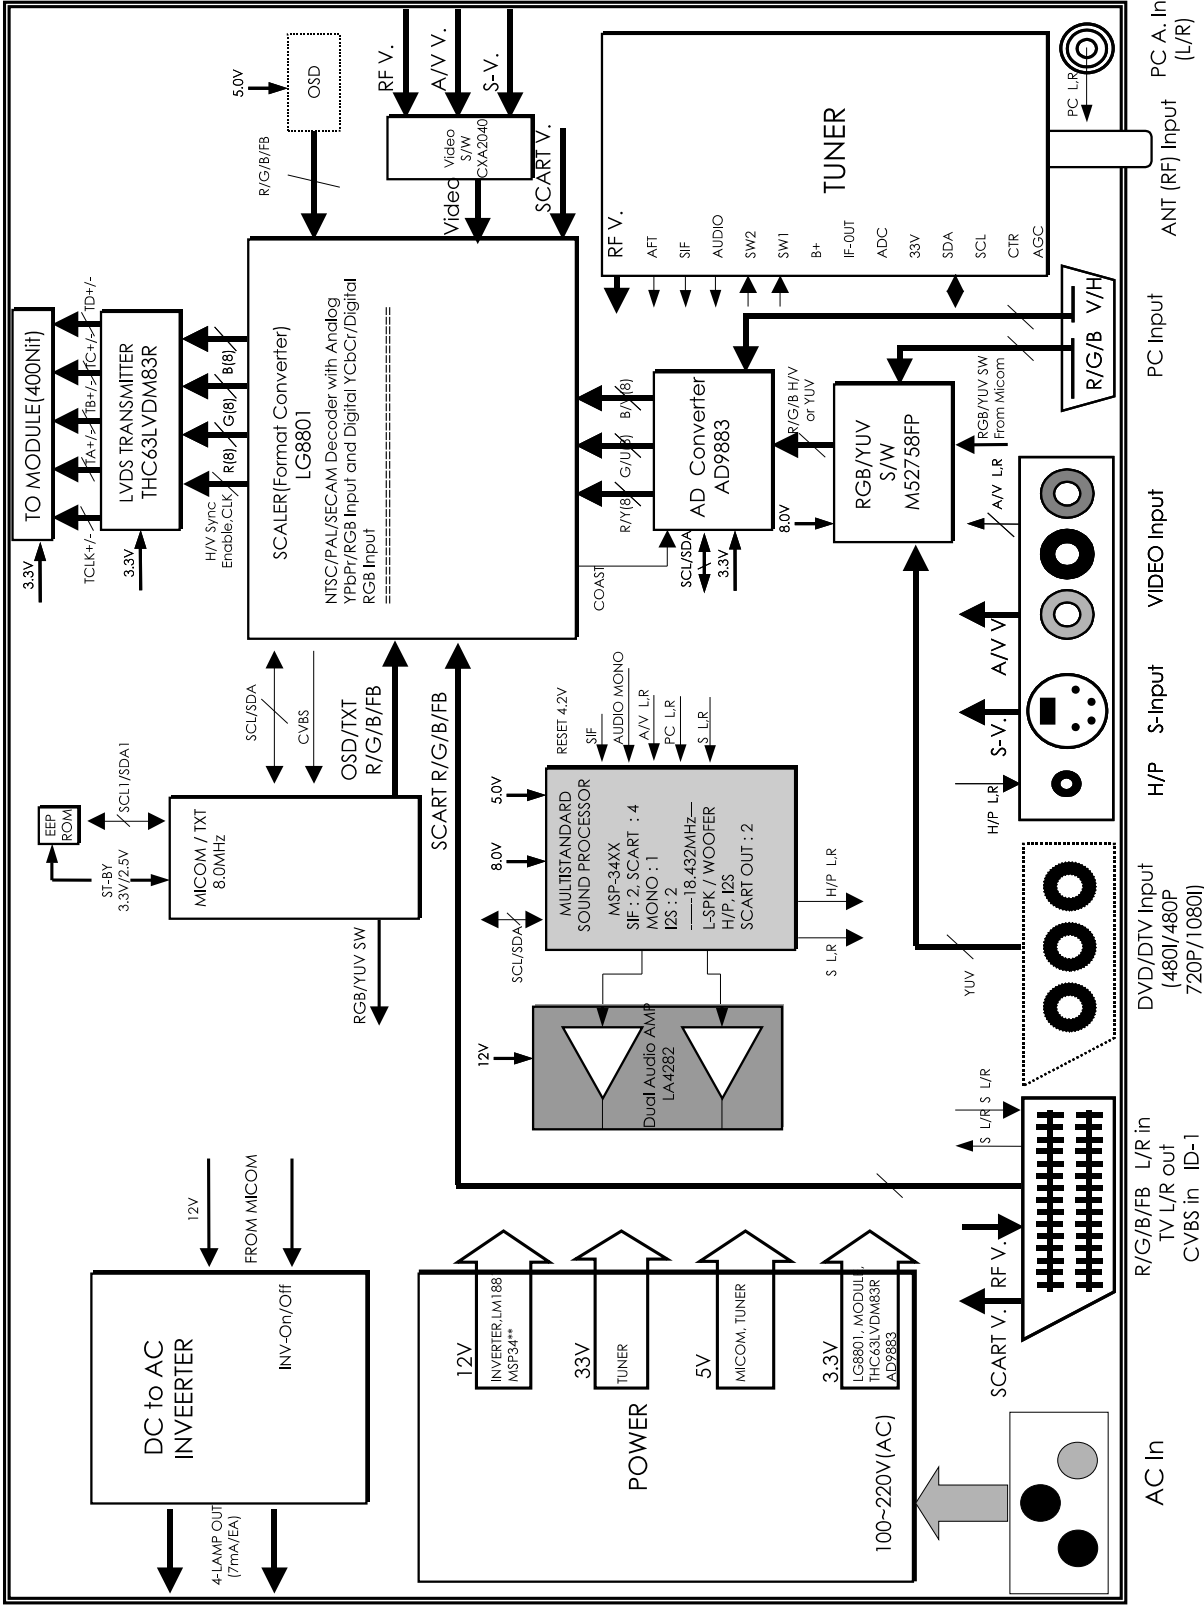 DC to AC
INVEERTER
INV-On/Off
4-LAMP OUT
(7mA/EA)
12V
FROM MICOM
POWER
100~220V(AC)
12V
INVERTER,LM188
MSP34**
33V
TUNER
5V
MICOM, TUNER
3.3V
LG8801, MODULE,
THC63LVDM83R
AD9883
AC In
EEP
ROM
ST-BY
3.3V/2.5V
SCL1/SDA1
MICOM / TXT
8.0MHz
RGB/YUV SW
SCL/SDA
CVBS
OSD/TXT
R/G/B/FB
SCART R/G/B/FB
12V
Dual Audio AMP
LA4282
SCL/SDA
8.0V
5.0V
RESET 4.2V
SIF
AUDIO MONO
A/V L,R
PC L,R
S L,R
MULTISTANDARD
SOUND PROCESSOR
MSP-34XX
SIF : 2, SCART : 4
MONO : 1
I2S : 2
-----18.432MHz---
L-SPK / WOOFER
H/P, I2S
SCART OUT : 2
S L,R
H/P L,R
TO MODULE(400Nit)
3.3V
TCLK+/-
TA+/-
TB+/-
TC+/-
TD+/-
LVDS TRANSMITTER
THC63LVDM83R
3.3V
H/V Sync
Enable,CLK
R(8)
G(8)
B(8)
SCALER(Format Converter)
LG8801
NTSC/PAL/SECAM Decoder with Analog
YPbPr/RGB Input and Digital YCbCr/Digital
RGB Input
========================
5.0V
OSD
R/G/B/FB
RF V.
A/V V.
S-V.
Video
S/W
CXA2040
Video
SCART V.
COAST
R/Y(8)
G/U(8)
B/V(8)
SCL/SDA
3.3V
AD Converter
AD9883
R/G/B H/V
or YUV
8.0V
RGB/YUV
S/W
M52758FP
RGB/YUV SW
From Micom
TUNER
RF V.
AFT
SIF
AUDIO
SW2
SW1
B+
IF-0UT
ADC
33V
SDA
SCL
CTR
AGC
PC L,R
R/G/B V/H
SCART V.
RF V.
S L/R
S L/R
YUV
H/P L,R
S-V.
A/V V
A/V L,R
R/G/B/FB L/R in
TV L/R out
CVBS in ID-1
DVD/DTV Input
(480I/480P
720P/1080I)
H/P
S-Input
VIDEO Input
PC Input
ANT (RF) Input
PC A. In
(L/R)